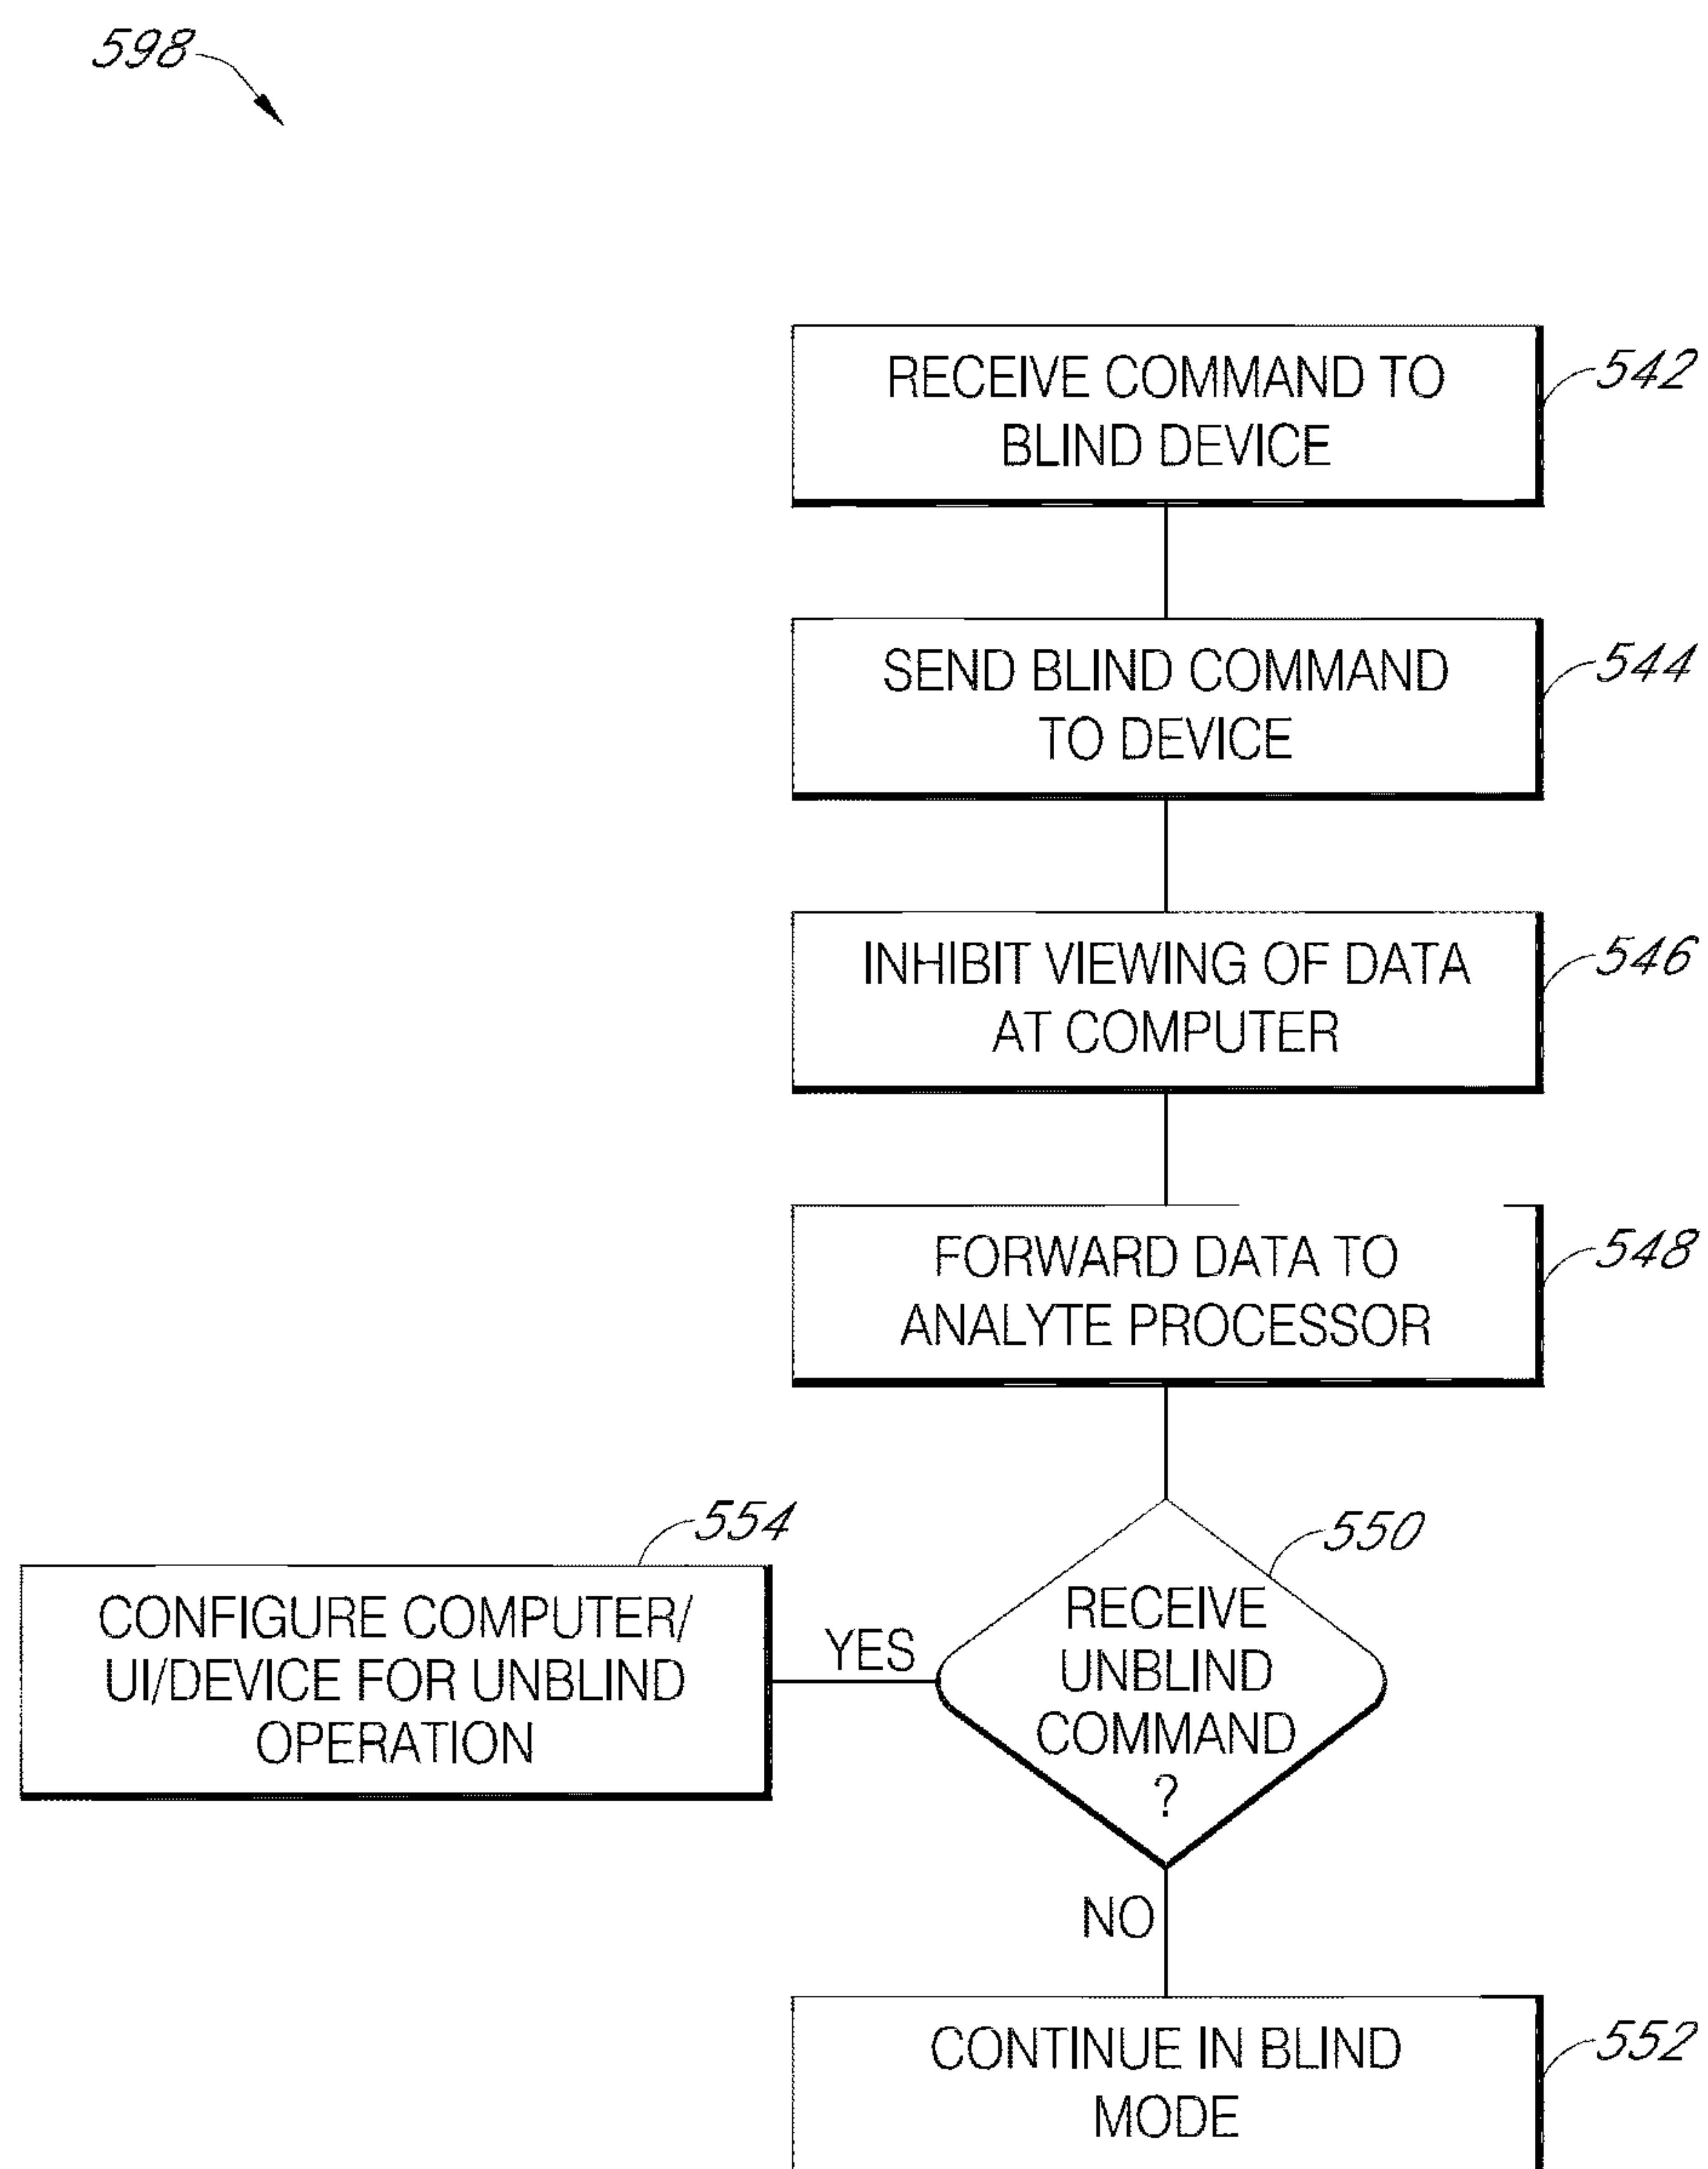 598
RECEIVE COMMAND TO
BLIND DEVICE
542
SEND BLIND COMMAND
TO DEVICE
544
INHIBIT VIEWING OF DATA
AT COMPUTER
546
FORWARD DATA TO
ANALYTE PROCESSOR
548
554
CONFIGURE COMPUTER/
UI/DEVICE FOR UNBLIND
OPERATION
YES
550
RECEIVE
UNBLIND
COMMAND
?
NO
CONTINUE IN BLIND
MODE
552